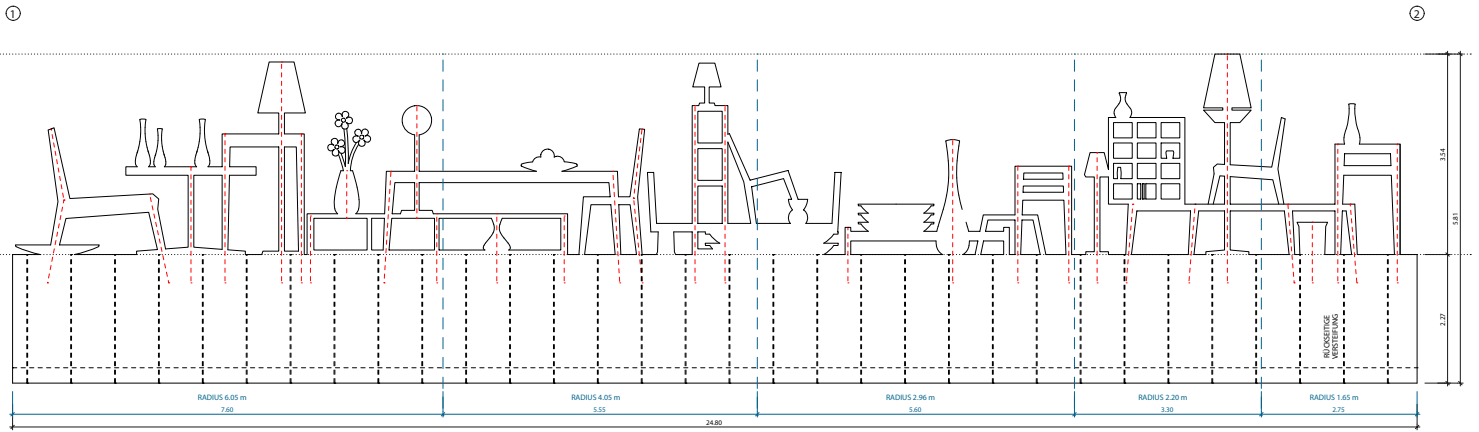 1
2
3.54
5.81
2.27
RÜCKSEITIGE
VERSTEIFUNG
RADIUS 6.05 m
RADIUS 4.05 m
RADIUS 2.96 m
RADIUS 2.20 m
RADIUS 1.65 m
7.60
5.55
5.60
3.30
2.75
24.80